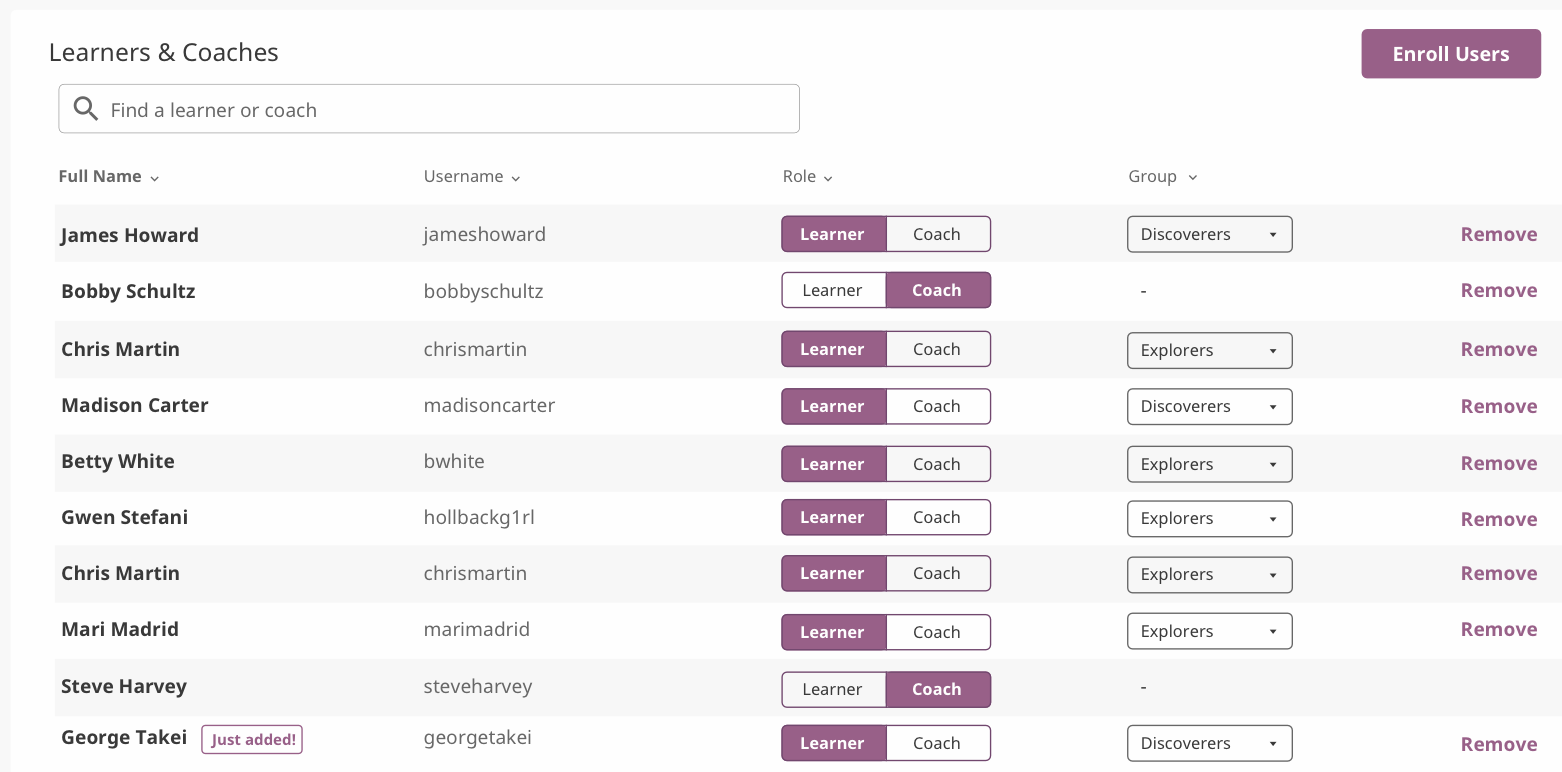 Learners & Coaches
Enroll Users
Find a learner or coach
Full Name Username Role Group
James Howard jameshoward Learner Coach Discoverers Remove
Bobby Schultz bobbyschultz Learner Coach - Remove
Chris Martin chrismartin Learner Coach Explorers Remove
Madison Carter madisoncarter Learner Coach Discoverers Remove
Betty White bwhite Learner Coach Explorers Remove
Gwen Stefani hollbackg1rl Learner Coach Explorers Remove
Chris Martin chrismartin Learner Coach Explorers Remove
Mari Madrid marimadrid Learner Coach Explorers Remove
Steve Harvey steveharvey Learner Coach -
George Takei Just added! georgetakei Learner Coach Discoverers Remove